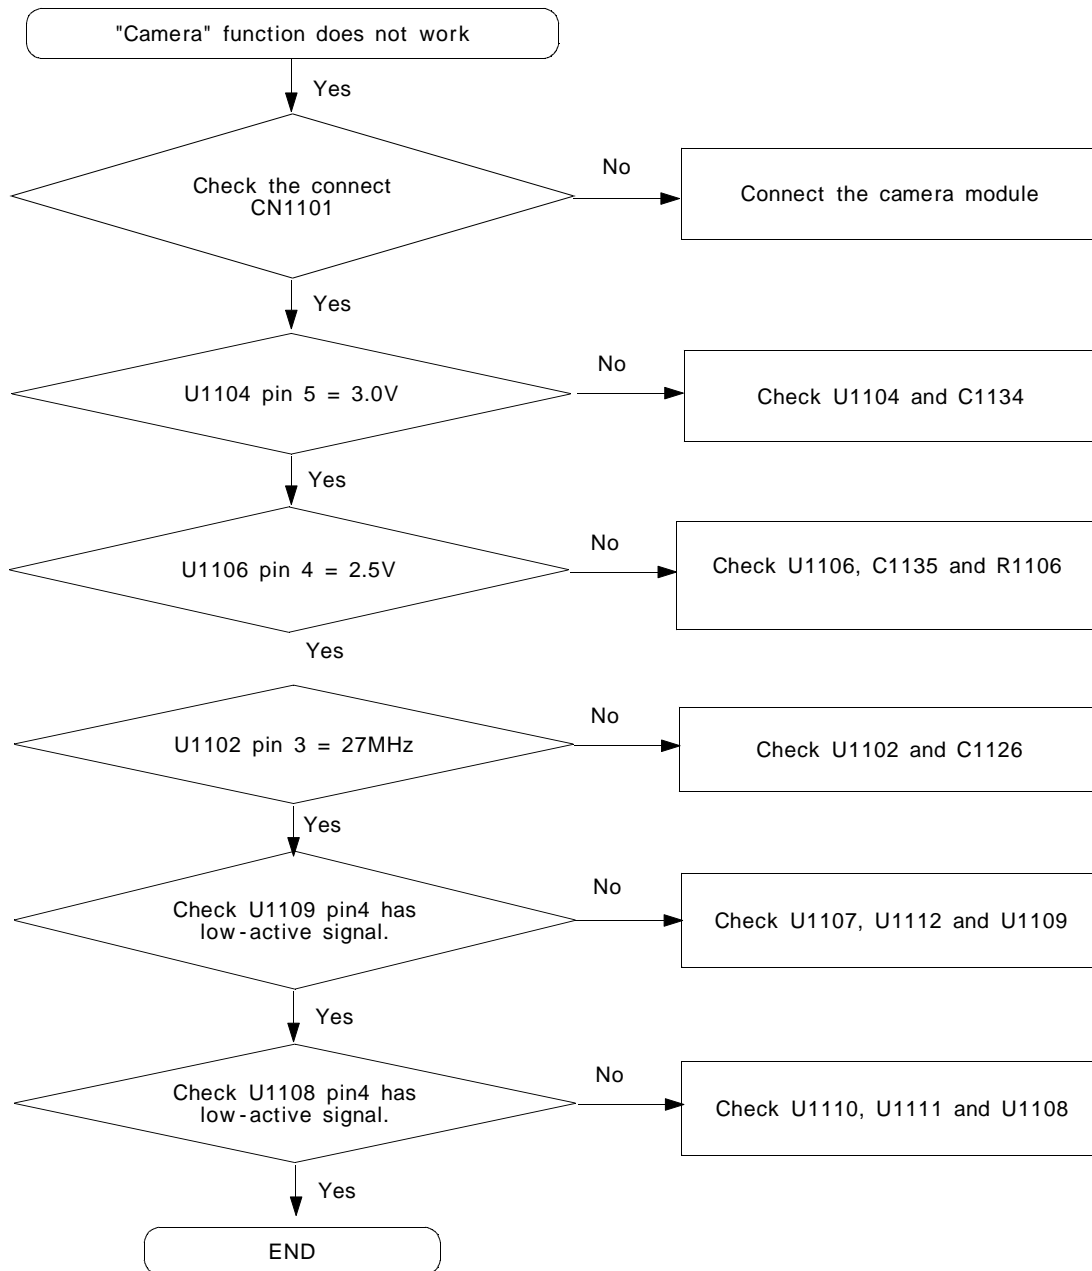 "Camera" function does not work
Yes
Check the connect
CN1101
No
Connect the camera module
Yes
U1104 pin 5 = 3.0V
No
Check U1104 and C1134
Yes
U1106 pin 4 = 2.5V
No
Check U1106, C1135 and R1106
Yes
U1102 pin 3 = 27MHz
No
Check U1102 and C1126
Yes
Check U1109 pin4 has
low-active signal.
No
Check U1107, U1112 and U1109
Yes
Check U1108 pin4 has
low-active signal.
No
Check U1110, U1111 and U1108
Yes
END